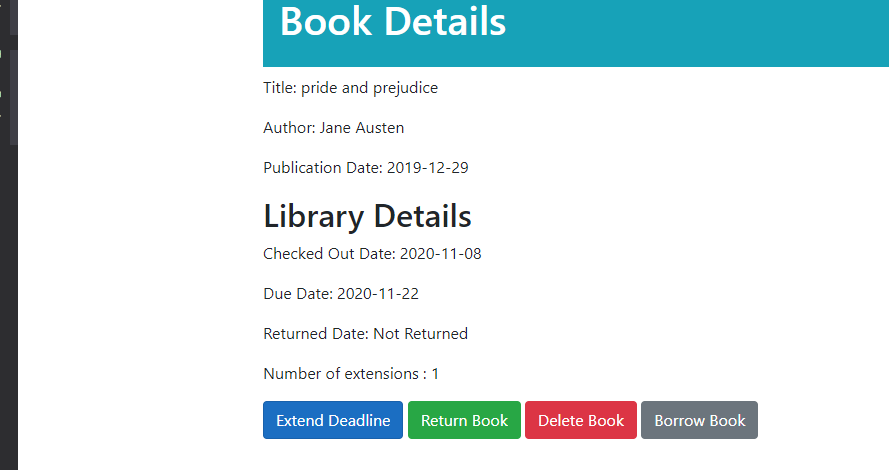 Book Details
Title: pride and prejudice
Author: Jane Austen
Publication Date: 2019-12-29
Library Details
Checked Out Date: 2020-11-08
Due Date: 2020-11-22
Returned Date: Not Returned
Number of extensions : 1
Extend Deadline Return Book Delete Book Borrow Book